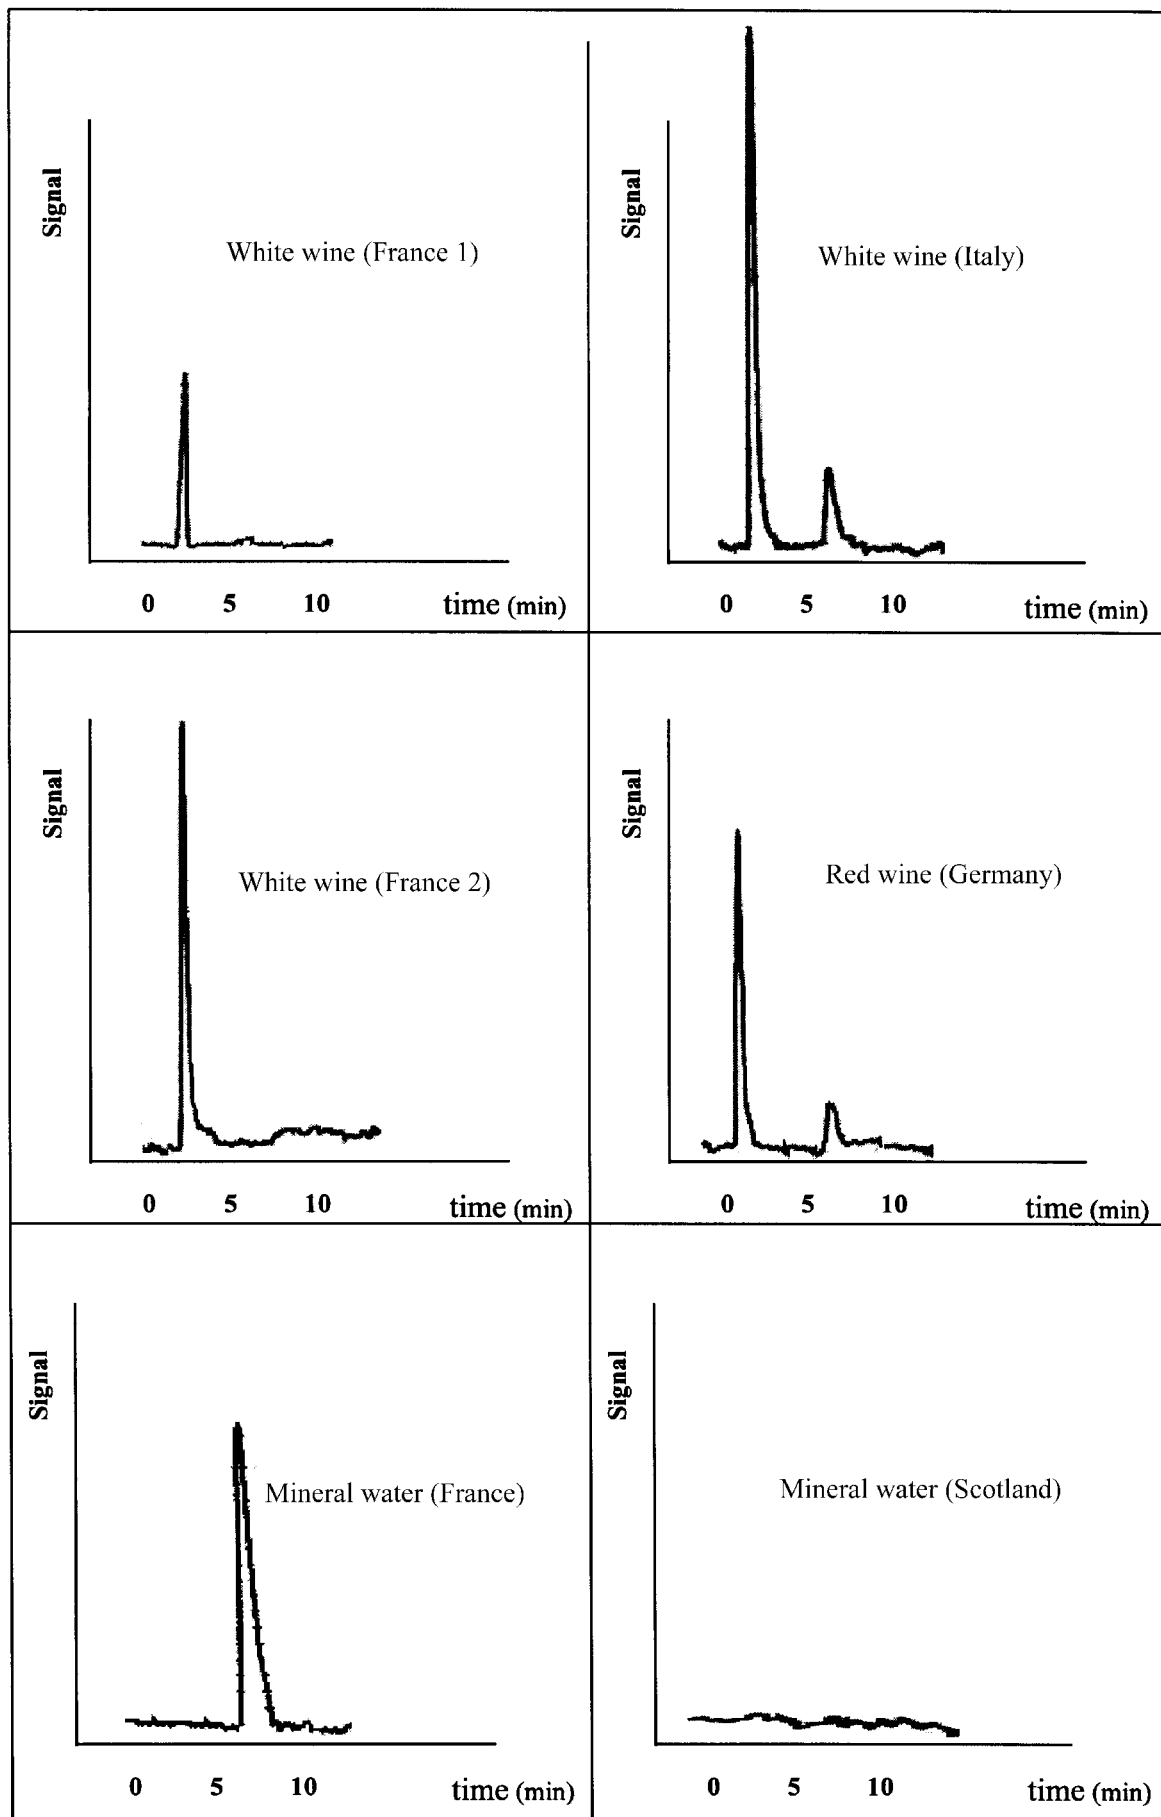 Signal
White wine (France 1)
0 5 10 time (min)
Signal
White wine (Italy)
0 5 10 time (min)
Signal
White wine (France 2)
0 5 10 time (min)
Signal
Red wine (Germany)
0 5 10 time (min)
Signal
Mineral water (France)
0 5 10 time (min)
Signal
Mineral water (Scotland)
0 5 10 time (min)